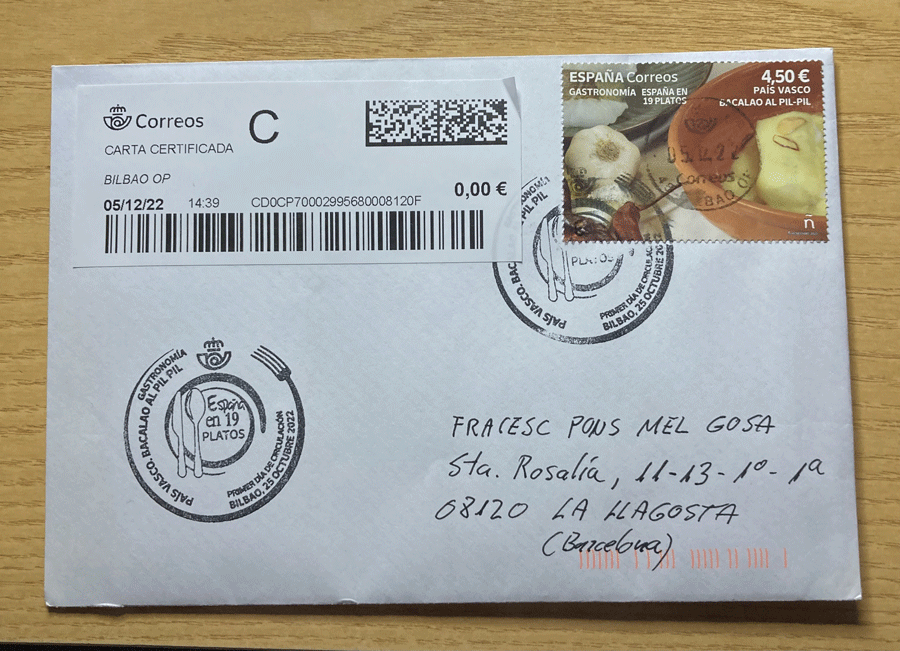 Correos
C
CARTA CERTIFICADA
BILBAO OP
0,00 €
05/12/22 14:39 CD0CP70002995680008120F
ESPAÑA Correos
4,50 €
GASTRONOMÍA ESPAÑA EN
19 PLATOS
PAÍS VASCO
BACALAO AL PIL-PIL
05.12.22
Correos
BILBAO OP
ñ
GASTRONOMÍA
PAÍS VASCO. BACALAO AL PIL PIL
PLATOS
PRIMER DÍA DE CIRCULACIÓN
BILBAO, 25 OCTUBRE 2022
GASTRONOMÍA
PAÍS VASCO. BACALAO AL PIL PIL
España
en 19
PLATOS
PRIMER DÍA DE CIRCULACIÓN
BILBAO, 25 OCTUBRE 2022
FRACESC PONS MEL GOSA
Sta. Rosalía, 11-13-1º-1ª
08120 LA LLAGOSTA
(Barcelona)